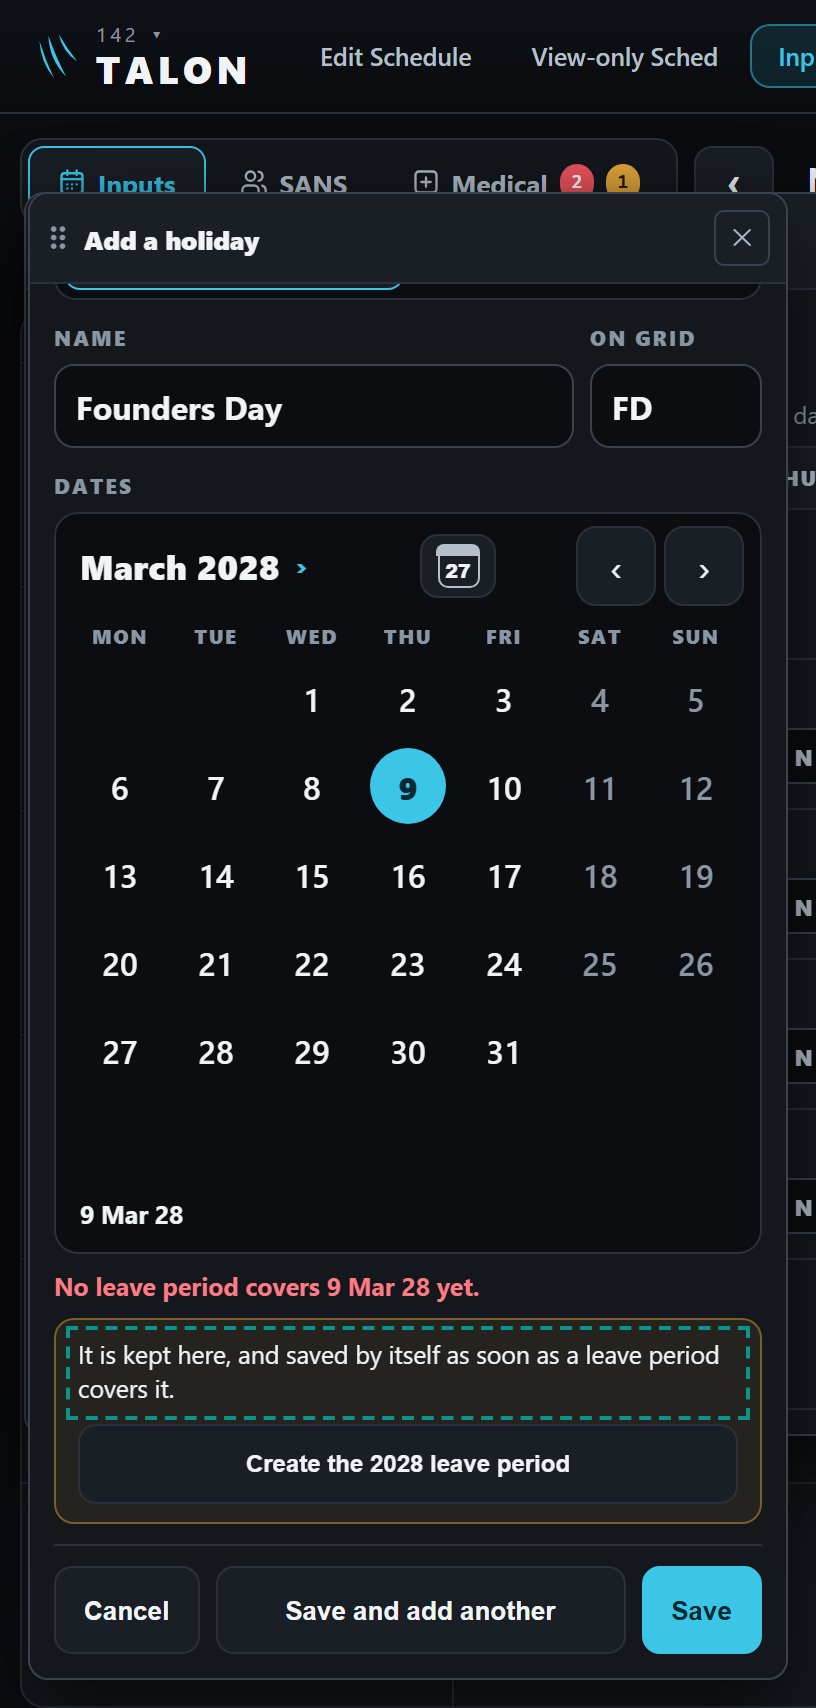 142 ▾
TALON
Edit Schedule
View-only Sched
Inp
Inputs
SANS
Medical
2
1
‹
Add a holiday
NAME
ON GRID
Founders Day
FD
da
DATES
HU
March 2028 ›
27
‹
›
MON TUE WED THU FRI SAT SUN
1 2 3 4 5
N
6 7 8 9 10 11 12
13 14 15 16 17 18 19
N
20 21 22 23 24 25 26
27 28 29 30 31
N
9 Mar 28
N
No leave period covers 9 Mar 28 yet.
It is kept here, and saved by itself as soon as a leave period
covers it.
Create the 2028 leave period
Cancel
Save and add another
Save